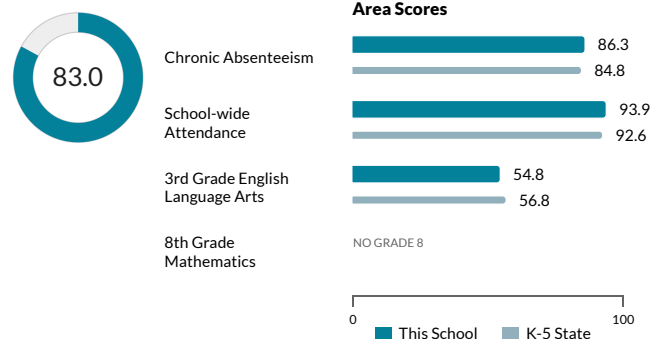 Area Scores
83.0
Chronic Absenteeism
86.3
84.8
School-wide
Attendance
93.9
92.6
3rd Grade English
Language Arts
54.8
56.8
8th Grade
Mathematics
NO GRADE 8
0
100
This School
K-5 State